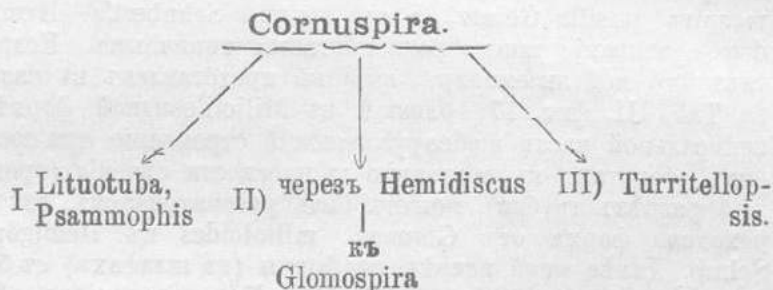 Cornuspira.
I Lituotuba, II) черезъ Hemidiscus III) Turritellop-
Psammophis sis.
къ
Glomospira